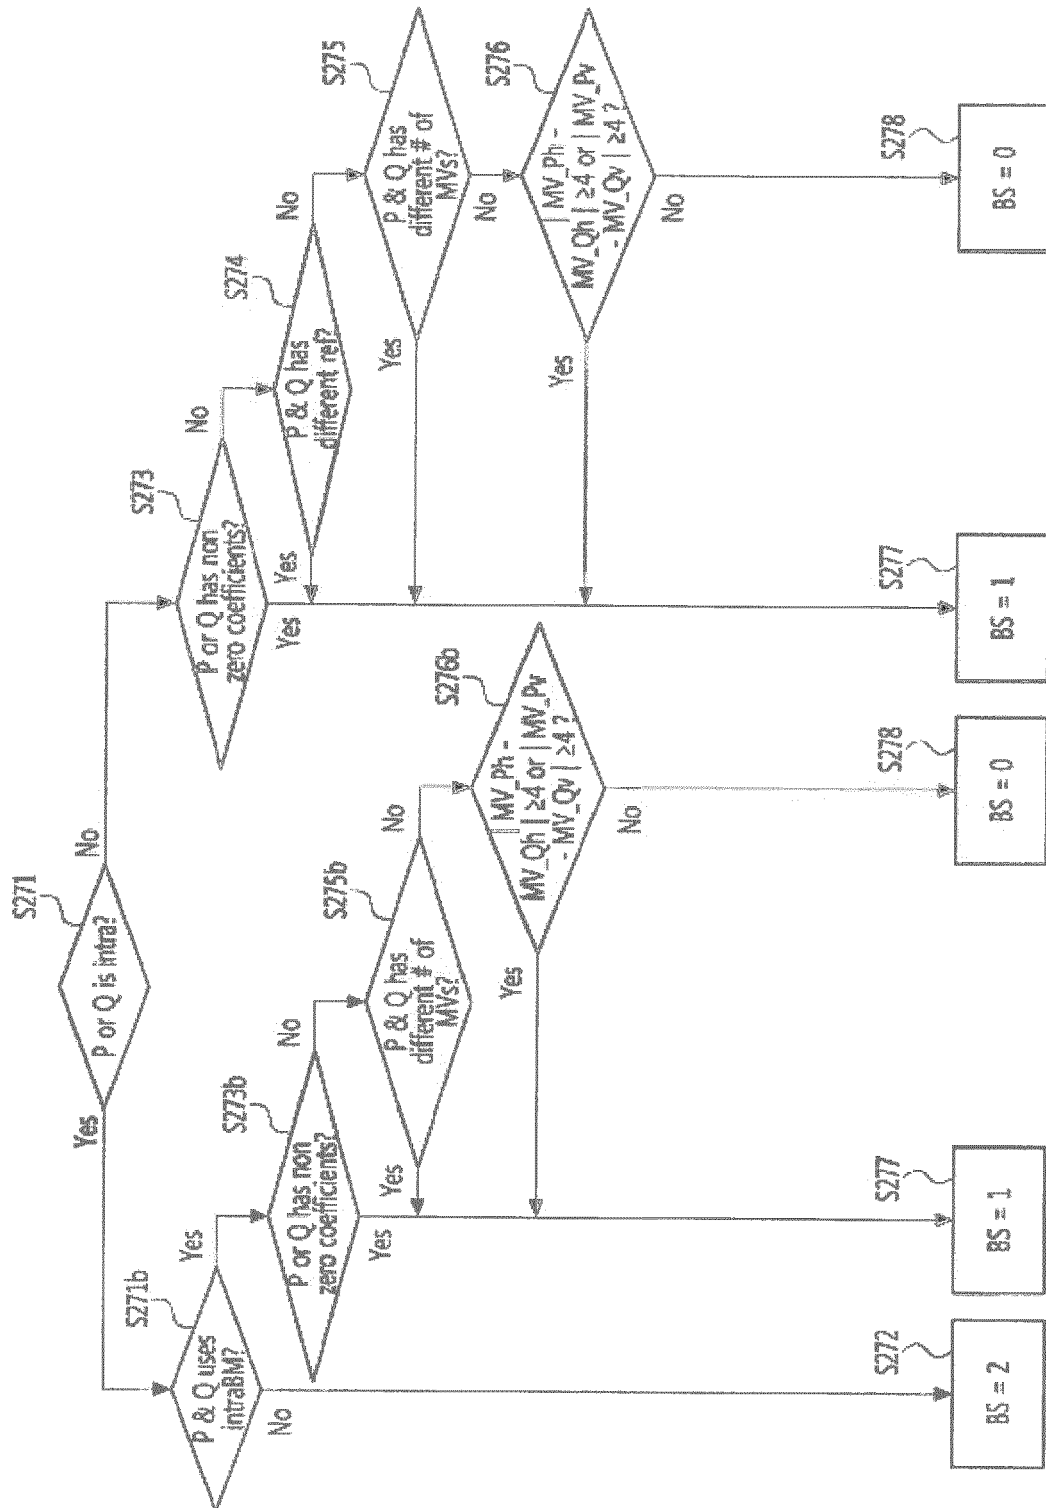 S271
P or Q is intra?
Yes
No
S271b
P & Q uses
intraBM?
Yes
No
S273b
P or Q has non
zero coefficients?
No
Yes
S275b
P & Q has
different # of
MVs?
No
Yes
S276b
| MV_Ph -
MV_Qh | ≥4 or | MV_Pv
- MV_Qv | ≥4 ?
Yes
No
S273
P or Q has non
zero coefficients?
No
Yes
S274
P & Q has
different ref?
No
Yes
S275
P & Q has
different # of
MVs?
Yes
No
S276
| MV_Ph -
MV_Qh | ≥4 or | MV_Pv
- MV_Qv | ≥4 ?
Yes
No
S272
BS = 2
S277
BS = 1
S278
BS = 0
S277
BS = 1
S278
BS = 0